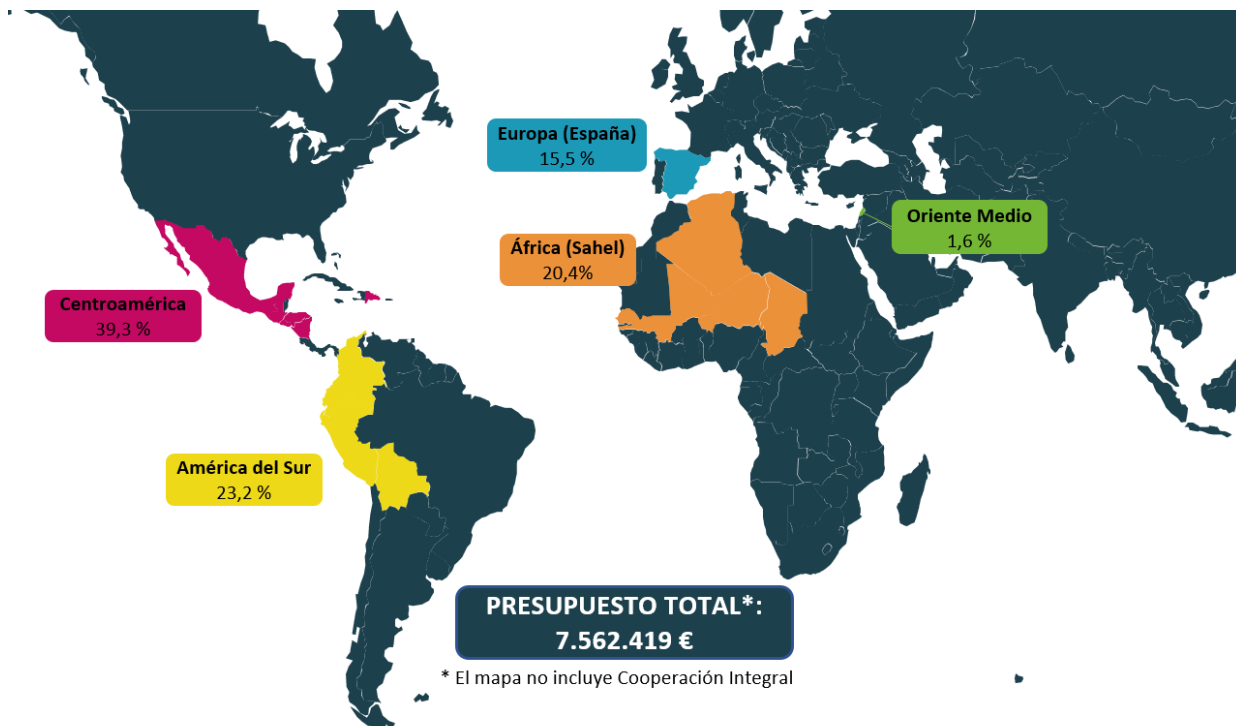 Europa (España)
15,5 %
Oriente Medio
1,6 %
África (Sahel)
20,4%
Centroamérica
39,3 %
América del Sur
23,2 %
PRESUPUESTO TOTAL*:
7.562.419 €
* El mapa no incluye Cooperación Integral